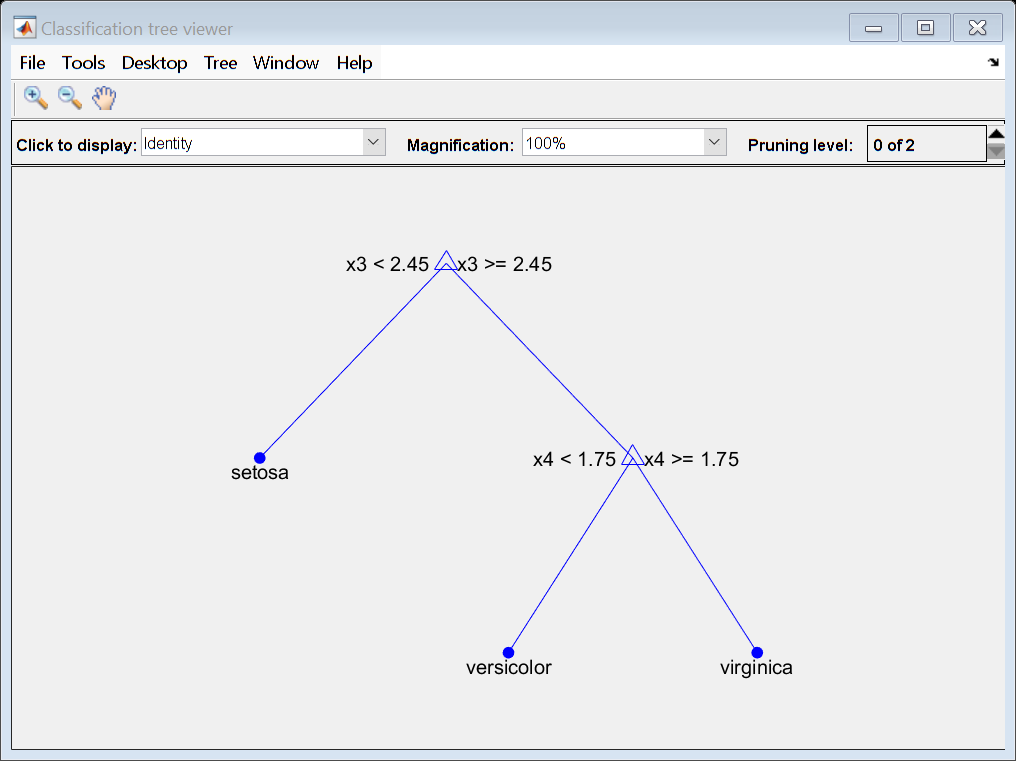 Classification tree viewer
File Tools Desktop Tree Window Help
Click to display: Identity Magnification: 100% Pruning level: 0 of 2
x3 < 2.45 x3 >= 2.45
setosa
x4 < 1.75 x4 >= 1.75
versicolor
virginica